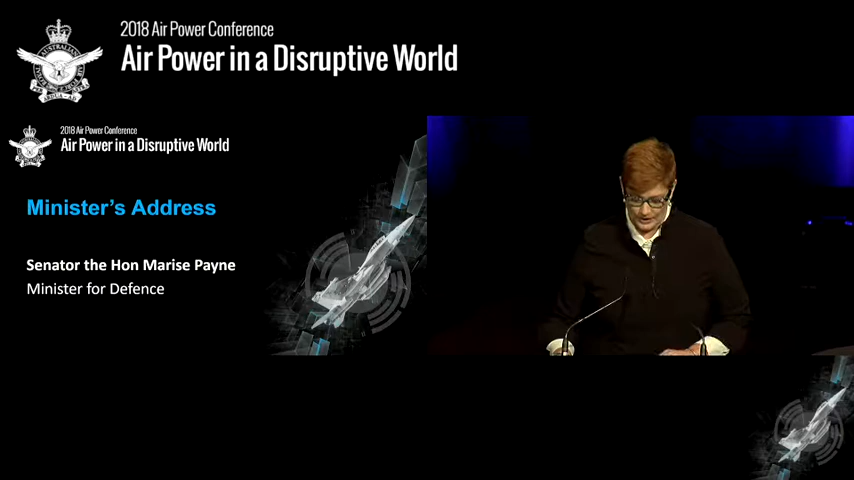 2018 Air Power Conference
Air Power in a Disruptive World
2018 Air Power Conference
Air Power in a Disruptive World
Minister's Address
Senator the Hon Marise Payne
Minister for Defence